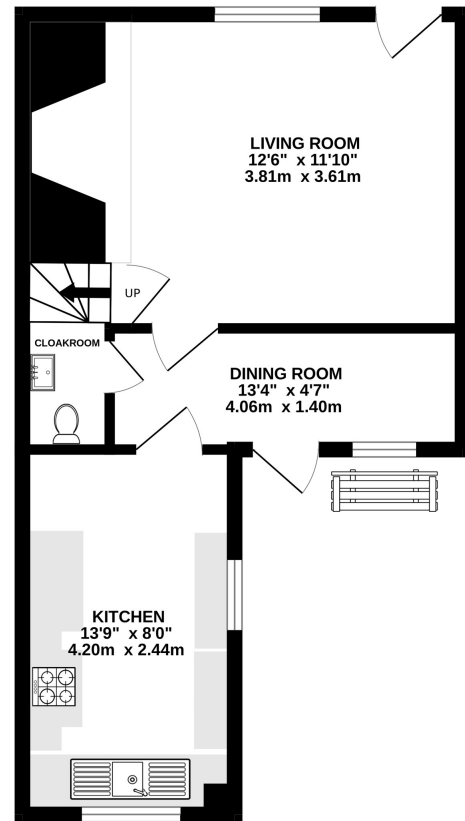 LIVING ROOM
12'6" x 11'10"
3.81m x 3.61m
UP
CLOAKROOM
DINING ROOM
13'4" x 4'7"
4.06m x 1.40m
KITCHEN
13'9" x 8'0"
4.20m x 2.44m